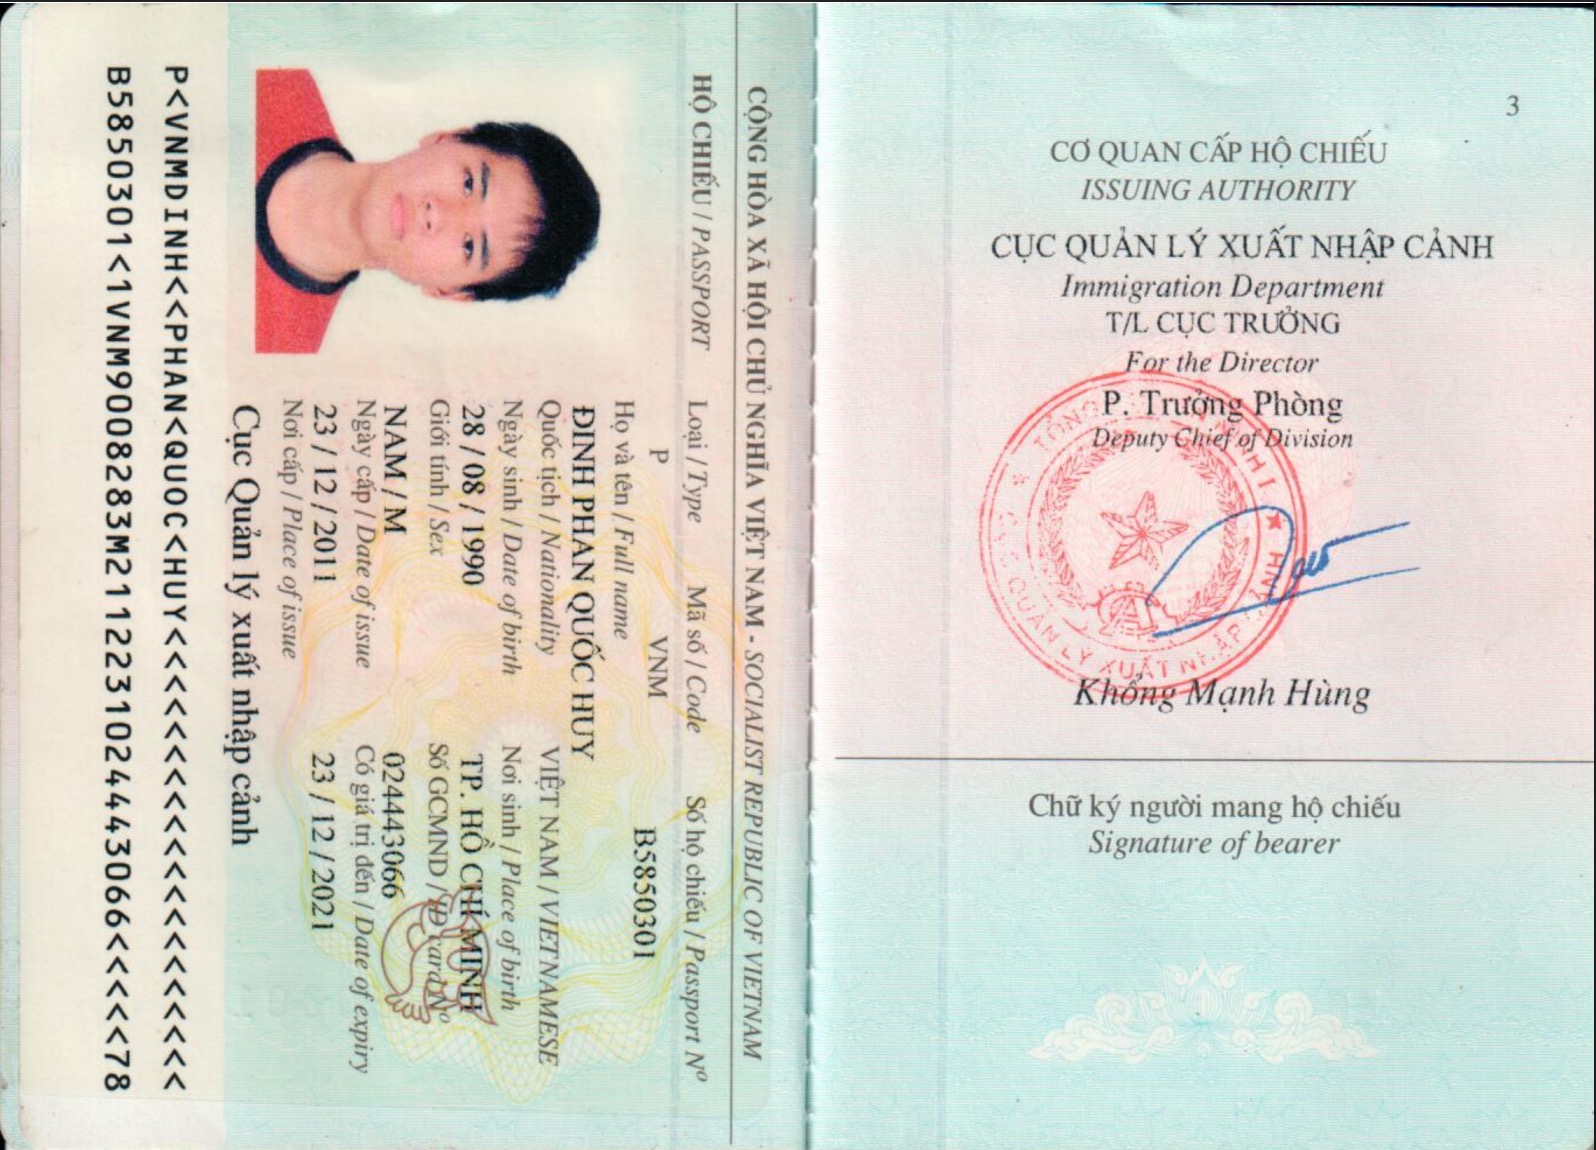 CỘNG HÒA XÃ HỘI CHỦ NGHĨA VIỆT NAM - SOCIALIST REPUBLIC OF VIETNAM
HỘ CHIẾU / PASSPORT
Loại / Type
Mã số / Code
Số hộ chiếu / Passport Nº
P
VNM
B5850301
Họ và tên / Full name
ĐINH PHAN QUỐC HUY
Quốc tịch / Nationality
VIỆT NAM / VIETNAMESE
Ngày sinh / Date of birth
Nơi sinh / Place of birth
28 / 08 / 1990
TP. HỒ CHÍ MINH
Giới tính / Sex
Số GCMND / ID card Nº
NAM / M
024443066
Ngày cấp / Date of issue
Có giá trị đến / Date of expiry
23 / 12 / 2011
23 / 12 / 2021
Nơi cấp / Place of issue
Cục Quản lý xuất nhập cảnh
P<VNMDINH<<PHAN<QUOC<HUY<<<<<<<<<<<<<<<<<<<<
B5850301<1VNM9008283M2112231024443066<<<<<78
3
CƠ QUAN CẤP HỘ CHIẾU
ISSUING AUTHORITY
CỤC QUẢN LÝ XUẤT NHẬP CẢNH
Immigration Department
T/L CỤC TRƯỞNG
For the Director
P. Trưởng Phòng
Deputy Chief of Division
CỤC QUẢN LÝ XUẤT NHẬP
Khổng Mạnh Hùng
Chữ ký người mang hộ chiếu
Signature of bearer